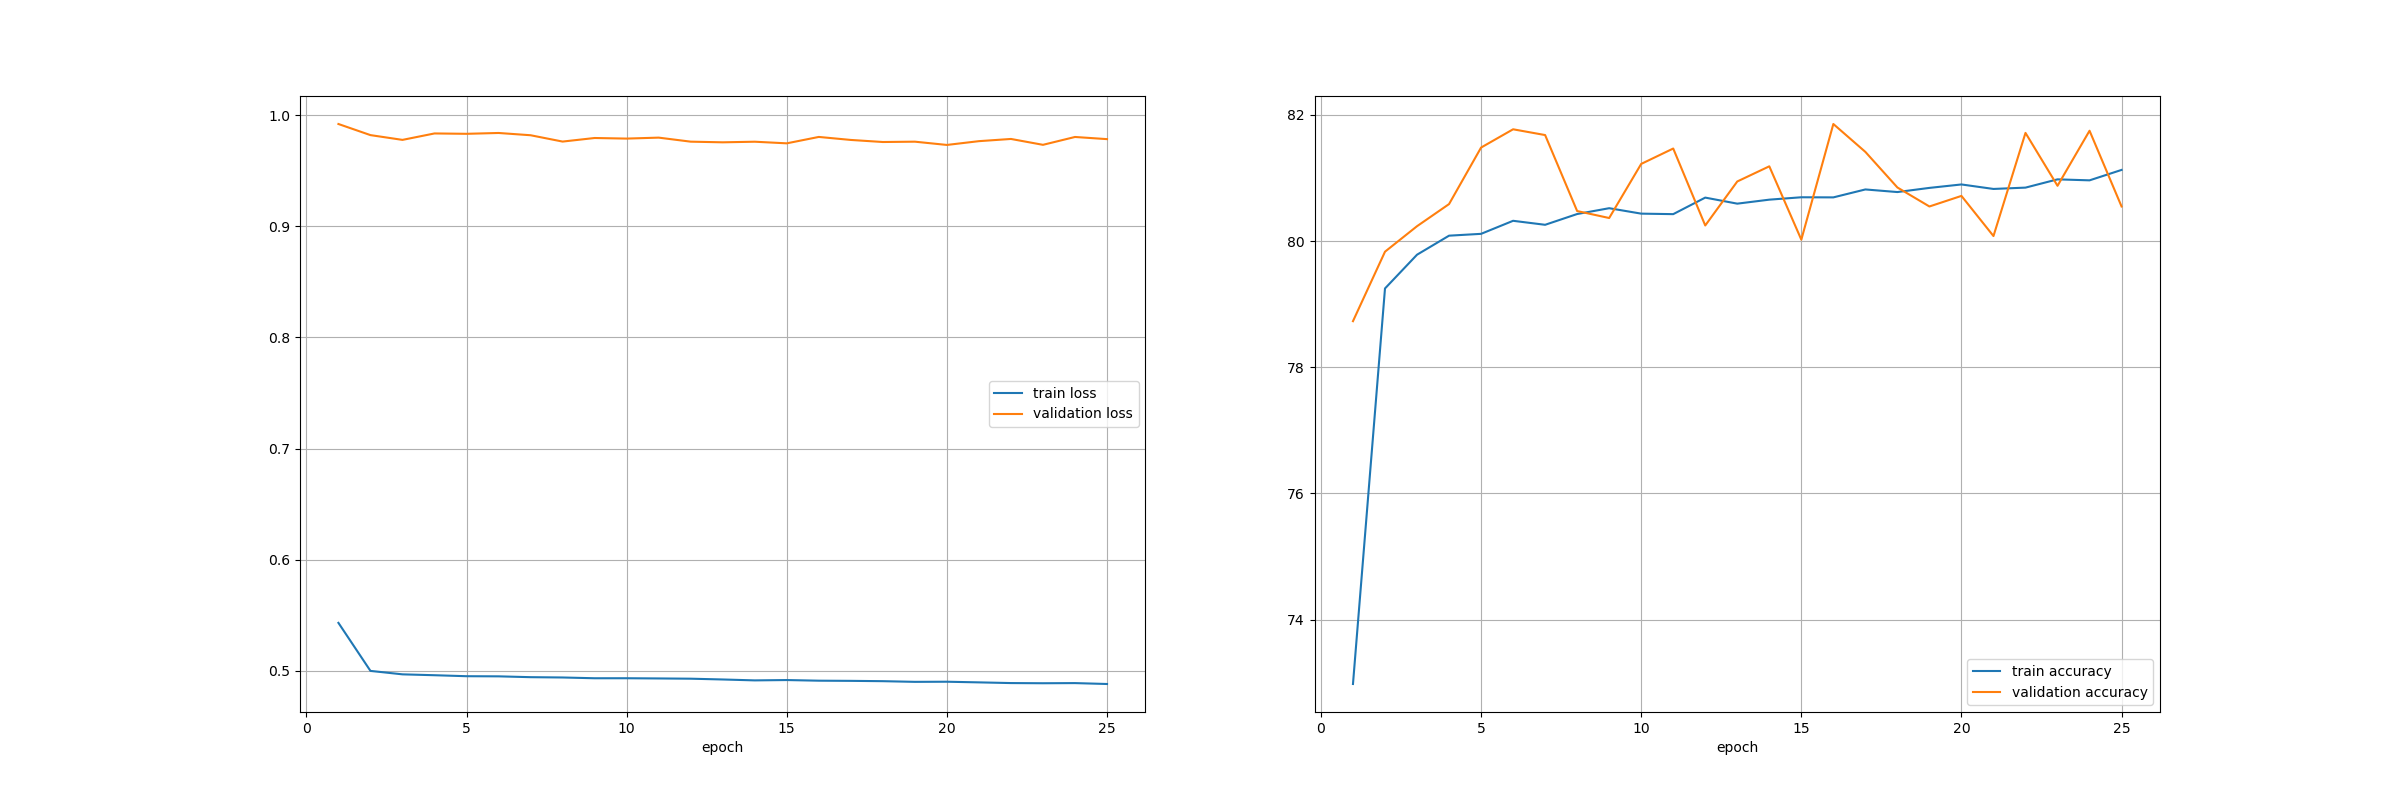 1.0
0.9
0.8
0.7
0.6
0.5
0 5 10 15 20 25
epoch
train loss
validation loss
82
80
78
76
74
0 5 10 15 20 25
epoch
train accuracy
validation accuracy